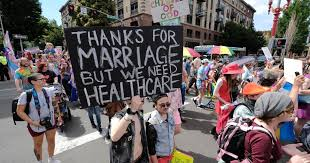 THANKS FOR
MARRIAGE
BUT WE NEED
HEALTHCARE